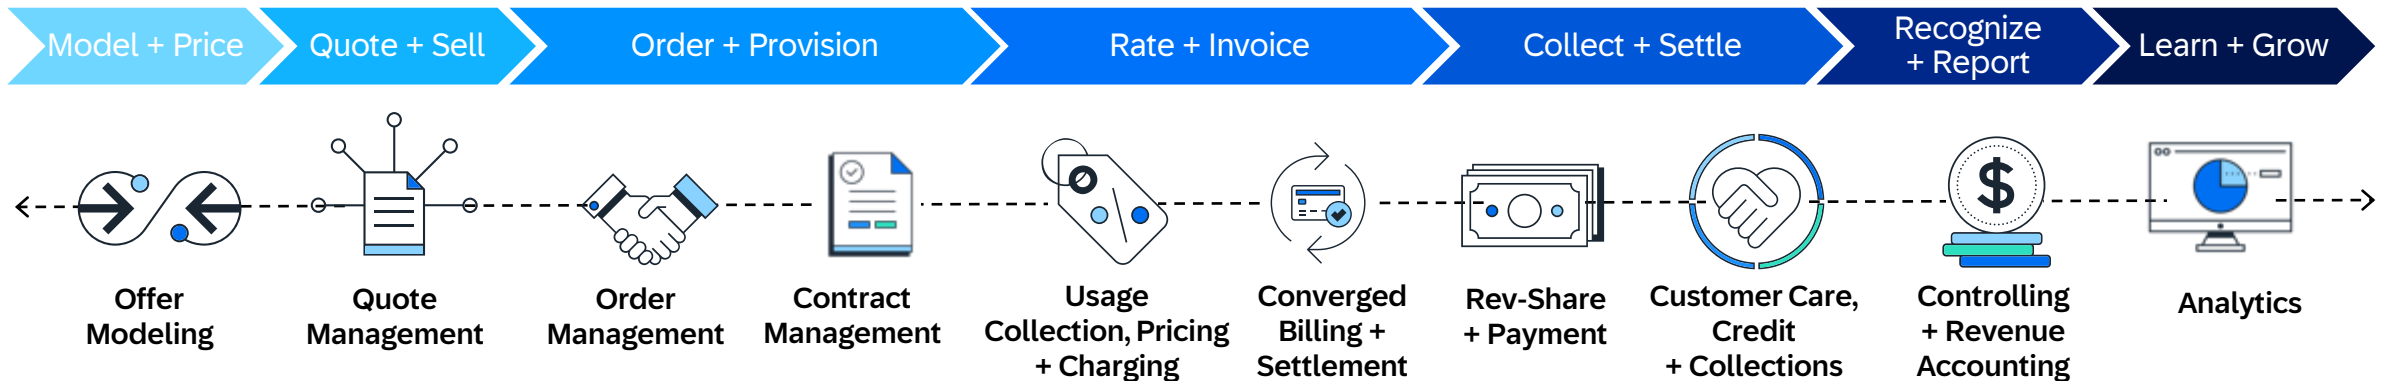 Model + Price
Quote + Sell
Order + Provision
Rate + Invoice
Collect + Settle
Recognize
+ Report
Learn + Grow
Offer
Modeling
Quote
Management
Order
Management
Contract
Management
Usage
Collection, Pricing
+ Charging
Converged
Billing +
Settlement
Rev-Share
+ Payment
Customer Care,
Credit
+ Collections
$
Controlling
+ Revenue
Accounting
Analytics